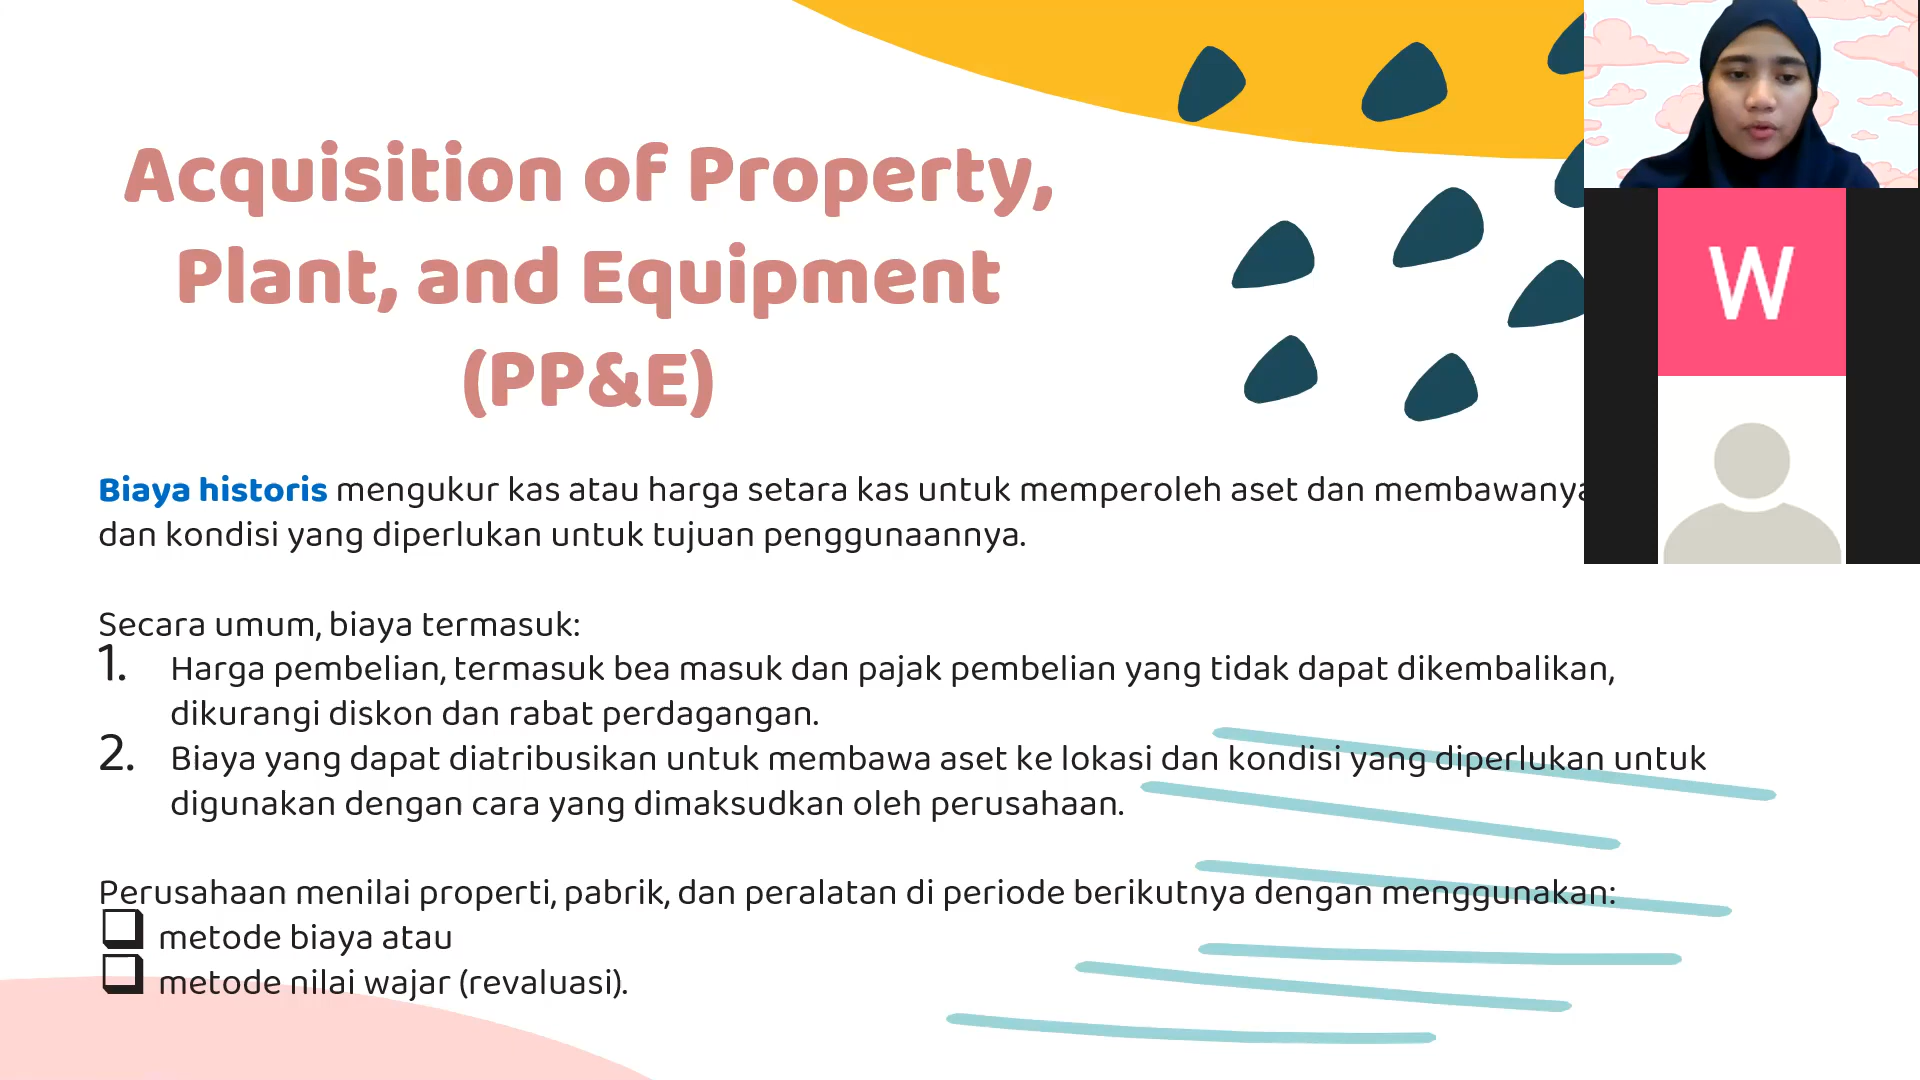 Acquisition of Property,
Plant, and Equipment
(PP&E)
W
Biaya historis mengukur kas atau harga setara kas untuk memperoleh aset dan membawanya
dan kondisi yang diperlukan untuk tujuan penggunaannya.
Secara umum, biaya termasuk:
1. Harga pembelian, termasuk bea masuk dan pajak pembelian yang tidak dapat dikembalikan,
dikurangi diskon dan rabat perdagangan.
2. Biaya yang dapat diatribusikan untuk membawa aset ke lokasi dan kondisi yang diperlukan untuk
digunakan dengan cara yang dimaksudkan oleh perusahaan.
Perusahaan menilai properti, pabrik, dan peralatan di periode berikutnya dengan menggunakan:
❑ metode biaya atau
❑ metode nilai wajar (revaluasi).